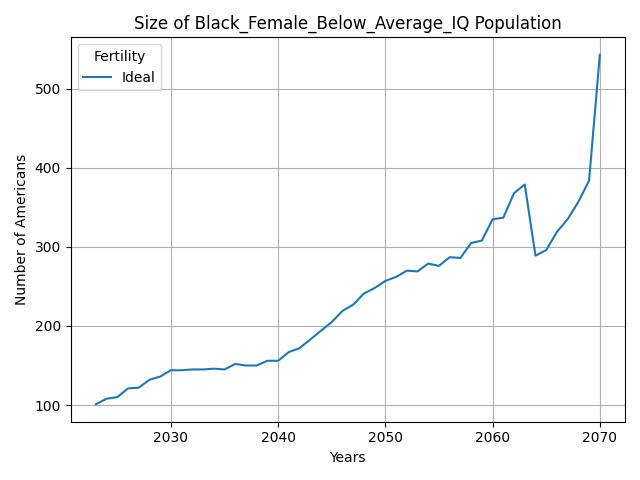 Size of Black_Female_Below_Average_IQ Population
Fertility
Ideal
Number of Americans
500
400
300
200
100
2030 2040 2050 2060 2070
Years